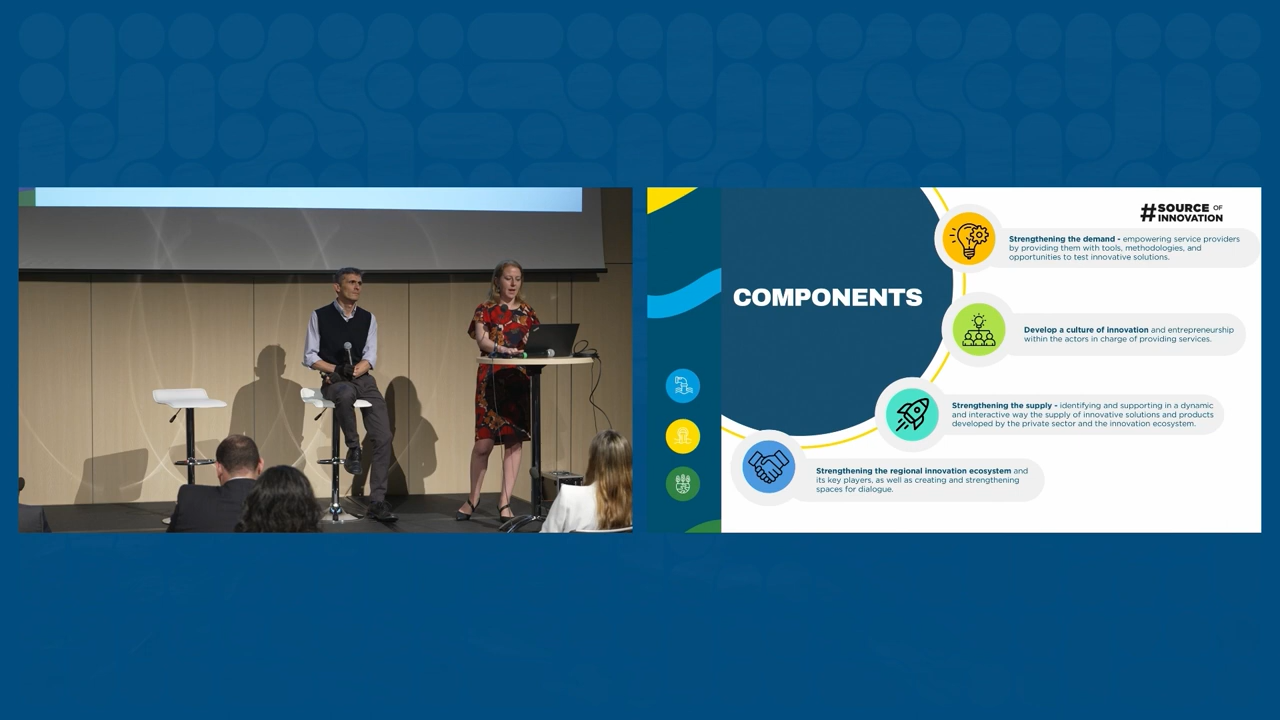 #SOURCE OF
INNOVATION
COMPONENTS
Strengthening the demand - empowering service providers
by providing them with tools, methodologies, and
opportunities to test innovative solutions.
Develop a culture of innovation and entrepreneurship
within the actors in charge of providing services.
Strengthening the supply - identifying and supporting in a dynamic
and interactive way the supply of innovative solutions and products
developed by the private sector and the innovation ecosystem.
Strengthening the regional innovation ecosystem and
its key players, as well as creating and strengthening
spaces for dialogue.